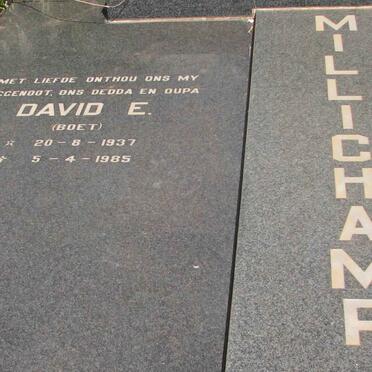 MET LIEFDE ONTHOU ONS MY
ONS DEDDA EN OUPA
DAVID E.
(BOET)
☆ 20-8-1937
5-4-1985
MILLICHAMP